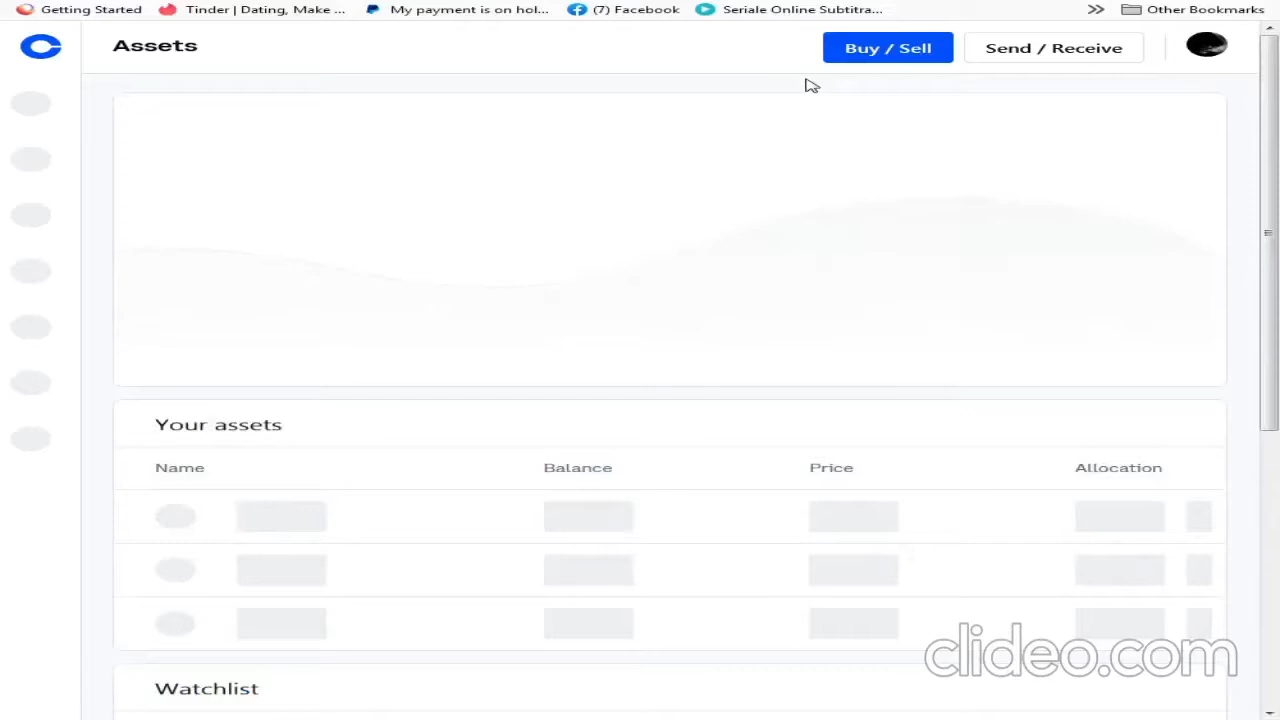 Getting Started
Tinder | Dating, Make ...
My payment is on hol...
(7) Facebook
Seriale Online Subtitra...
Other Bookmarks
Assets
Buy / Sell
Send / Receive
Your assets
Name
Balance
Price
Allocation
Watchlist
clideo.com